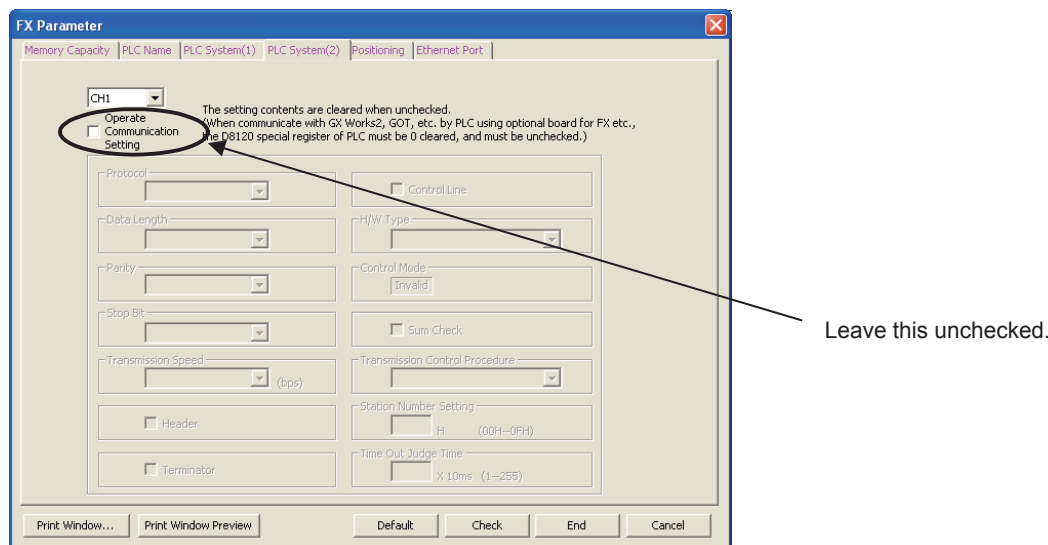 FX Parameter
Memory Capacity PLC Name PLC System(1) PLC System(2) Positioning Ethernet Port
CH1
Operate
Communication
Setting
The setting contents are cleared when unchecked.
(When communicate with GX Works2, GOT, etc. by PLC using optional board for FX etc.,
the D8120 special register of PLC must be 0 cleared, and must be unchecked.)
Protocol
Control Line
Data Length
H/W Type
Parity
Control Mode
Invalid
Stop Bit
Sum Check
Transmission Speed
(bps)
Transmission Control Procedure
Header
Station Number Setting
H (00H--0FH)
Terminator
Time Out Judge Time
X 10ms (1--255)
Print Window... Print Window Preview Default Check End Cancel
Leave this unchecked.